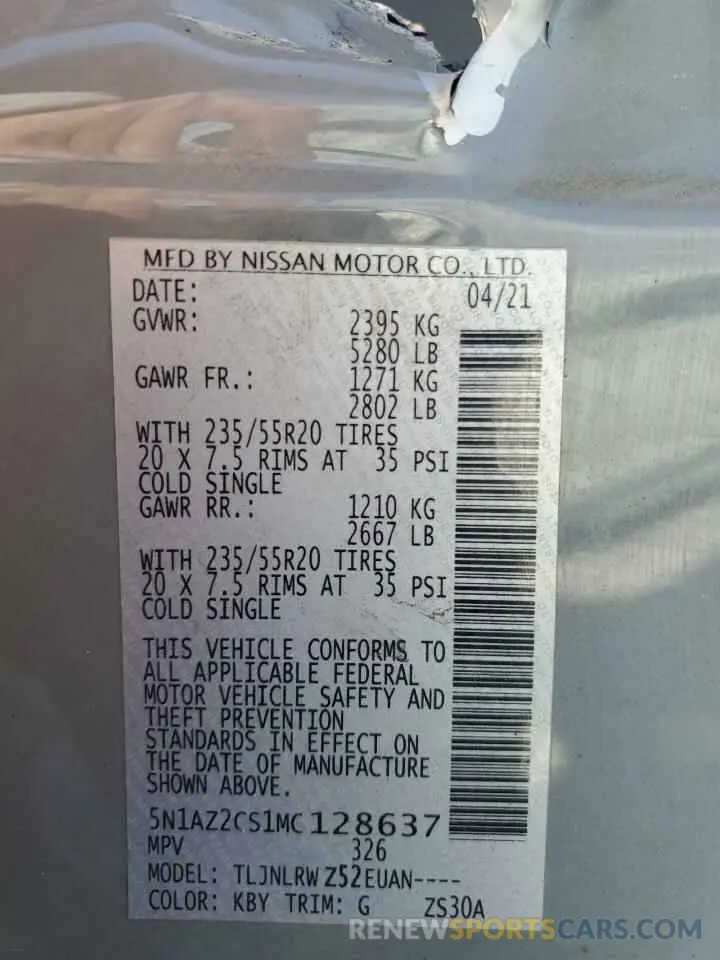 MFD BY NISSAN MOTOR CO., LTD.
DATE: 04/21
GVWR: 2395 KG
5280 LB
GAWR FR.: 1271 KG
2802 LB
WITH 235/55R20 TIRES
20 X 7.5 RIMS AT 35 PSI
COLD SINGLE
GAWR RR.: 1210 KG
2667 LB
WITH 235/55R20 TIRES
20 X 7.5 RIMS AT 35 PSI
COLD SINGLE
THIS VEHICLE CONFORMS TO
ALL APPLICABLE FEDERAL
MOTOR VEHICLE SAFETY AND
THEFT PREVENTION
STANDARDS IN EFFECT ON
THE DATE OF MANUFACTURE
SHOWN ABOVE.
5N1AZ2CS1MC128637
MPV 326
MODEL: TLJNLRWZ52EUAN----
COLOR: KBY TRIM: G ZS30A
RENEWSPORTSCARS.COM